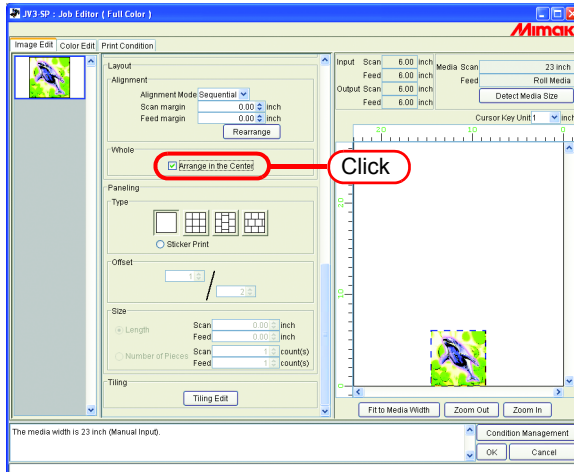 JV3-SP : Job Editor ( Full Color )
Mimaki
Image Edit Color Edit Print Condition
Layout
Alignment
Alignment Mode Sequential
Scan margin 0.00 inch
Feed margin 0.00 inch
Rearrange
Whole
Arrange in the Center
Click
Paneling
Type
Sticker Print
Offset
1 / 2
Size
Length Scan 0.00 inch
Feed 0.00 inch
Number of Pieces Scan 1 count(s)
Feed 1 count(s)
Tiling
Tiling Edit
Input Scan 6.00 inch
Feed 6.00 inch
Output Scan 6.00 inch
Feed 6.00 inch
Media Scan 23 inch
Feed Roll Media
Detect Media Size
Cursor Key Unit 1 inch
20 10 0
20
10
0
Fit to Media Width Zoom Out Zoom In
The media width is 23 inch (Manual Input).
Condition Management
OK Cancel